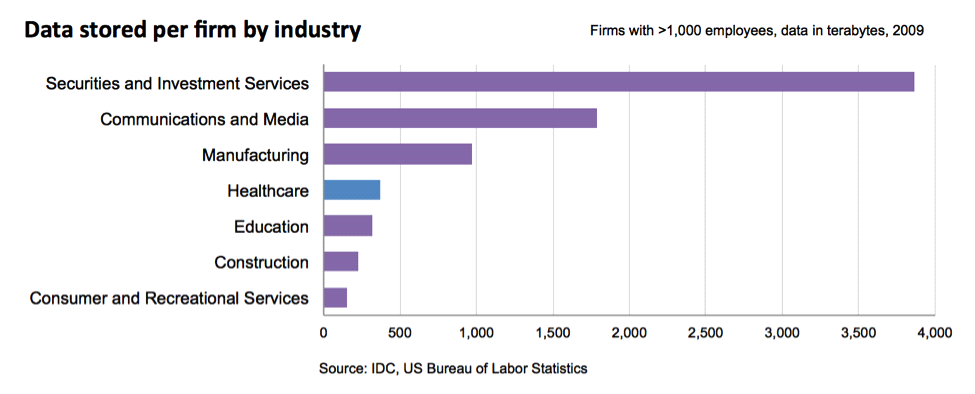 Data stored per firm by industry
Firms with >1,000 employees, data in terabytes, 2009
Securities and Investment Services
Communications and Media
Manufacturing
Healthcare
Education
Construction
Consumer and Recreational Services
0 500 1,000 1,500 2,000 2,500 3,000 3,500 4,000
Source: IDC, US Bureau of Labor Statistics